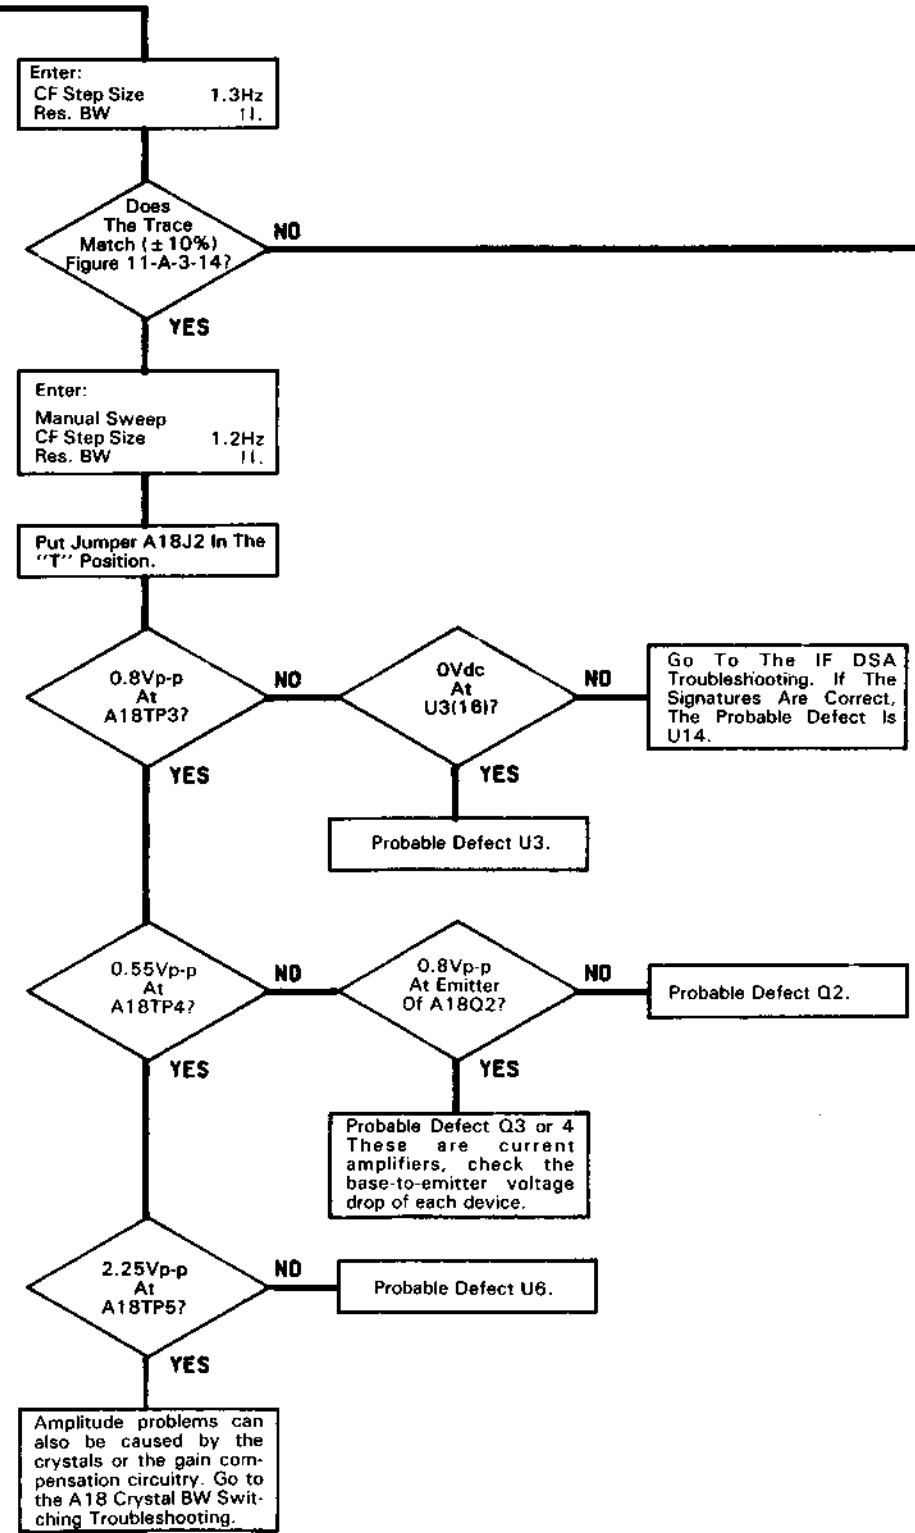 Enter:
CF Step Size 1.3Hz
Res. BW
Does
The Trace
Match (±10%)
Figure 11-A-3-14?
NO
YES
Enter:
Manual Sweep
CF Step Size 1.2Hz
Res. BW
Put Jumper A18J2 In The
"T" Position.
0.8Vp-p
At
A18TP3?
NO
YES
0Vdc
At
U3(16)?
NO
YES
Go To The IF DSA
Troubleshooting. If The
Signatures Are Correct,
The Probable Defect Is
U14.
Probable Defect U3.
0.55Vp-p
At
A18TP4?
NO
YES
0.8Vp-p
At Emitter
Of A18Q2?
NO
YES
Probable Defect Q2.
Probable Defect Q3 or 4
These are current
amplifiers, check the
base-to-emitter voltage
drop of each device.
2.25Vp-p
At
A18TP5?
NO
YES
Probable Defect U6.
Amplitude problems can
also be caused by the
crystals or the gain com-
pensation circuitry. Go to
the A18 Crystal BW Swit-
ching Troubleshooting.